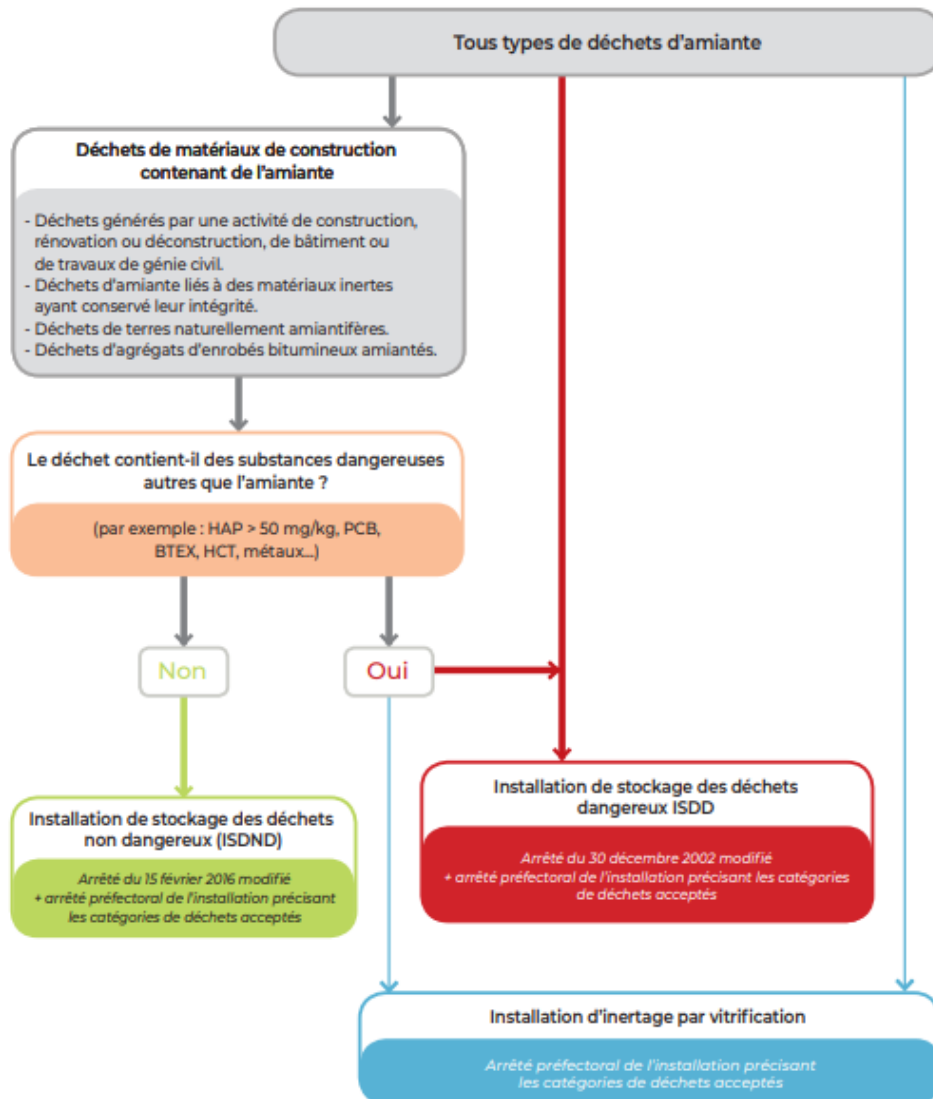 Tous types de déchets d'amiante
Déchets de matériaux de construction
contenant de l'amiante
- Déchets générés par une activité de construction,
rénovation ou déconstruction, de bâtiment ou
de travaux de génie civil.
- Déchets d'amiante liés à des matériaux inertes
ayant conservé leur intégrité.
- Déchets de terres naturellement amiantifères.
- Déchets d'agrégats d'enrobés bitumineux amiantés.
Le déchet contient-il des substances dangereuses
autres que l'amiante ?
(par exemple : HAP > 50 mg/kg, PCB,
BTEX, HCT, métaux...)
Non
Oui
Installation de stockage des déchets
non dangereux (ISDND)
Arrêté du 15 février 2016 modifié
+ arrêté préfectoral de l'installation précisant
les catégories de déchets acceptés
Installation de stockage des déchets
dangereux ISDD
Arrêté du 30 décembre 2002 modifié
+ arrêté préfectoral de l'installation précisant les catégories
de déchets acceptés
Installation d'inertage par vitrification
Arrêté préfectoral de l'installation précisant
les catégories de déchets acceptés